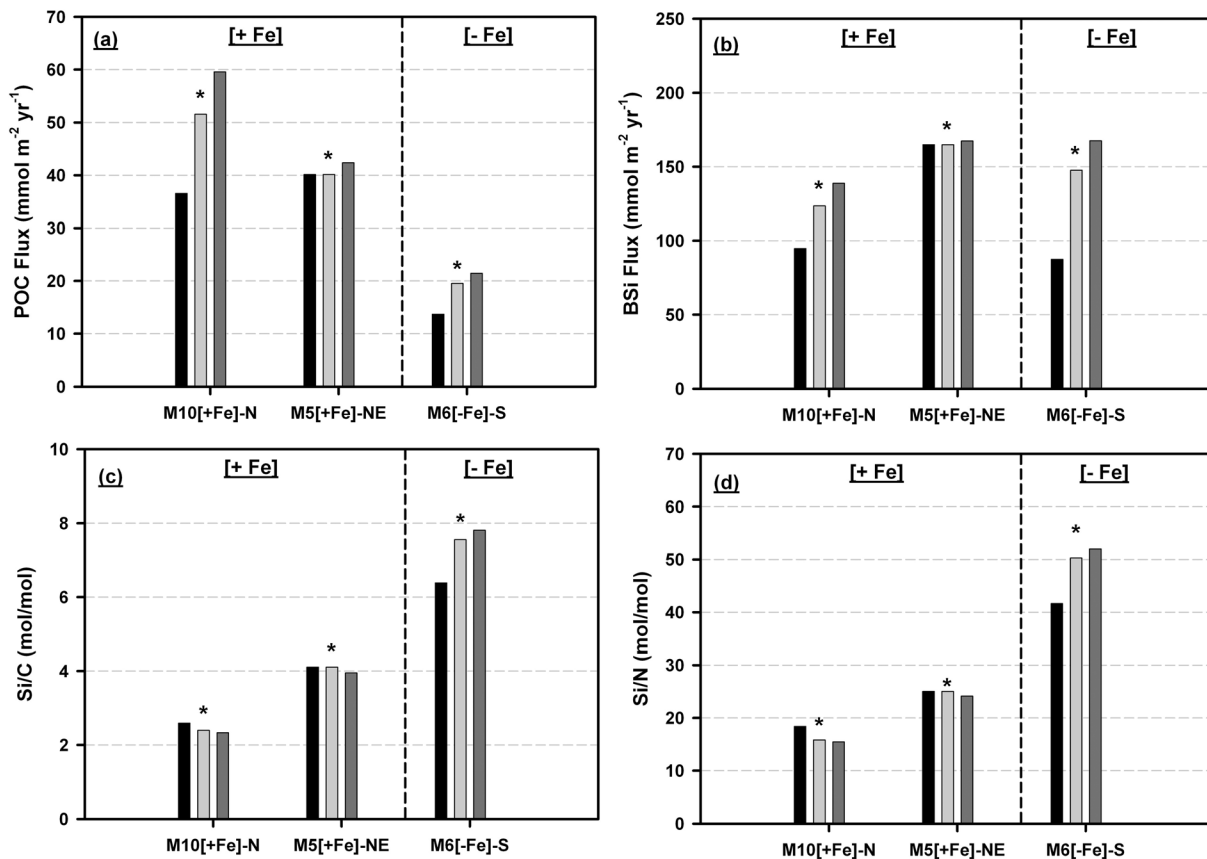 (a)
[+ Fe]
[- Fe]
POC Flux (mmol m⁻² yr⁻¹)
70
60
50
40
30
20
10
0
*
*
*
M10[+Fe]-N
M5[+Fe]-NE
M6[-Fe]-S
(b)
[+ Fe]
[- Fe]
BSi Flux (mmol m⁻² yr⁻¹)
250
200
150
100
50
0
*
*
*
M10[+Fe]-N
M5[+Fe]-NE
M6[-Fe]-S
(c)
[+ Fe]
[- Fe]
Si/C (mol/mol)
10
8
6
4
2
0
*
*
*
M10[+Fe]-N
M5[+Fe]-NE
M6[-Fe]-S
(d)
[+ Fe]
[- Fe]
Si/N (mol/mol)
70
60
50
40
30
20
10
0
*
*
*
M10[+Fe]-N
M5[+Fe]-NE
M6[-Fe]-S